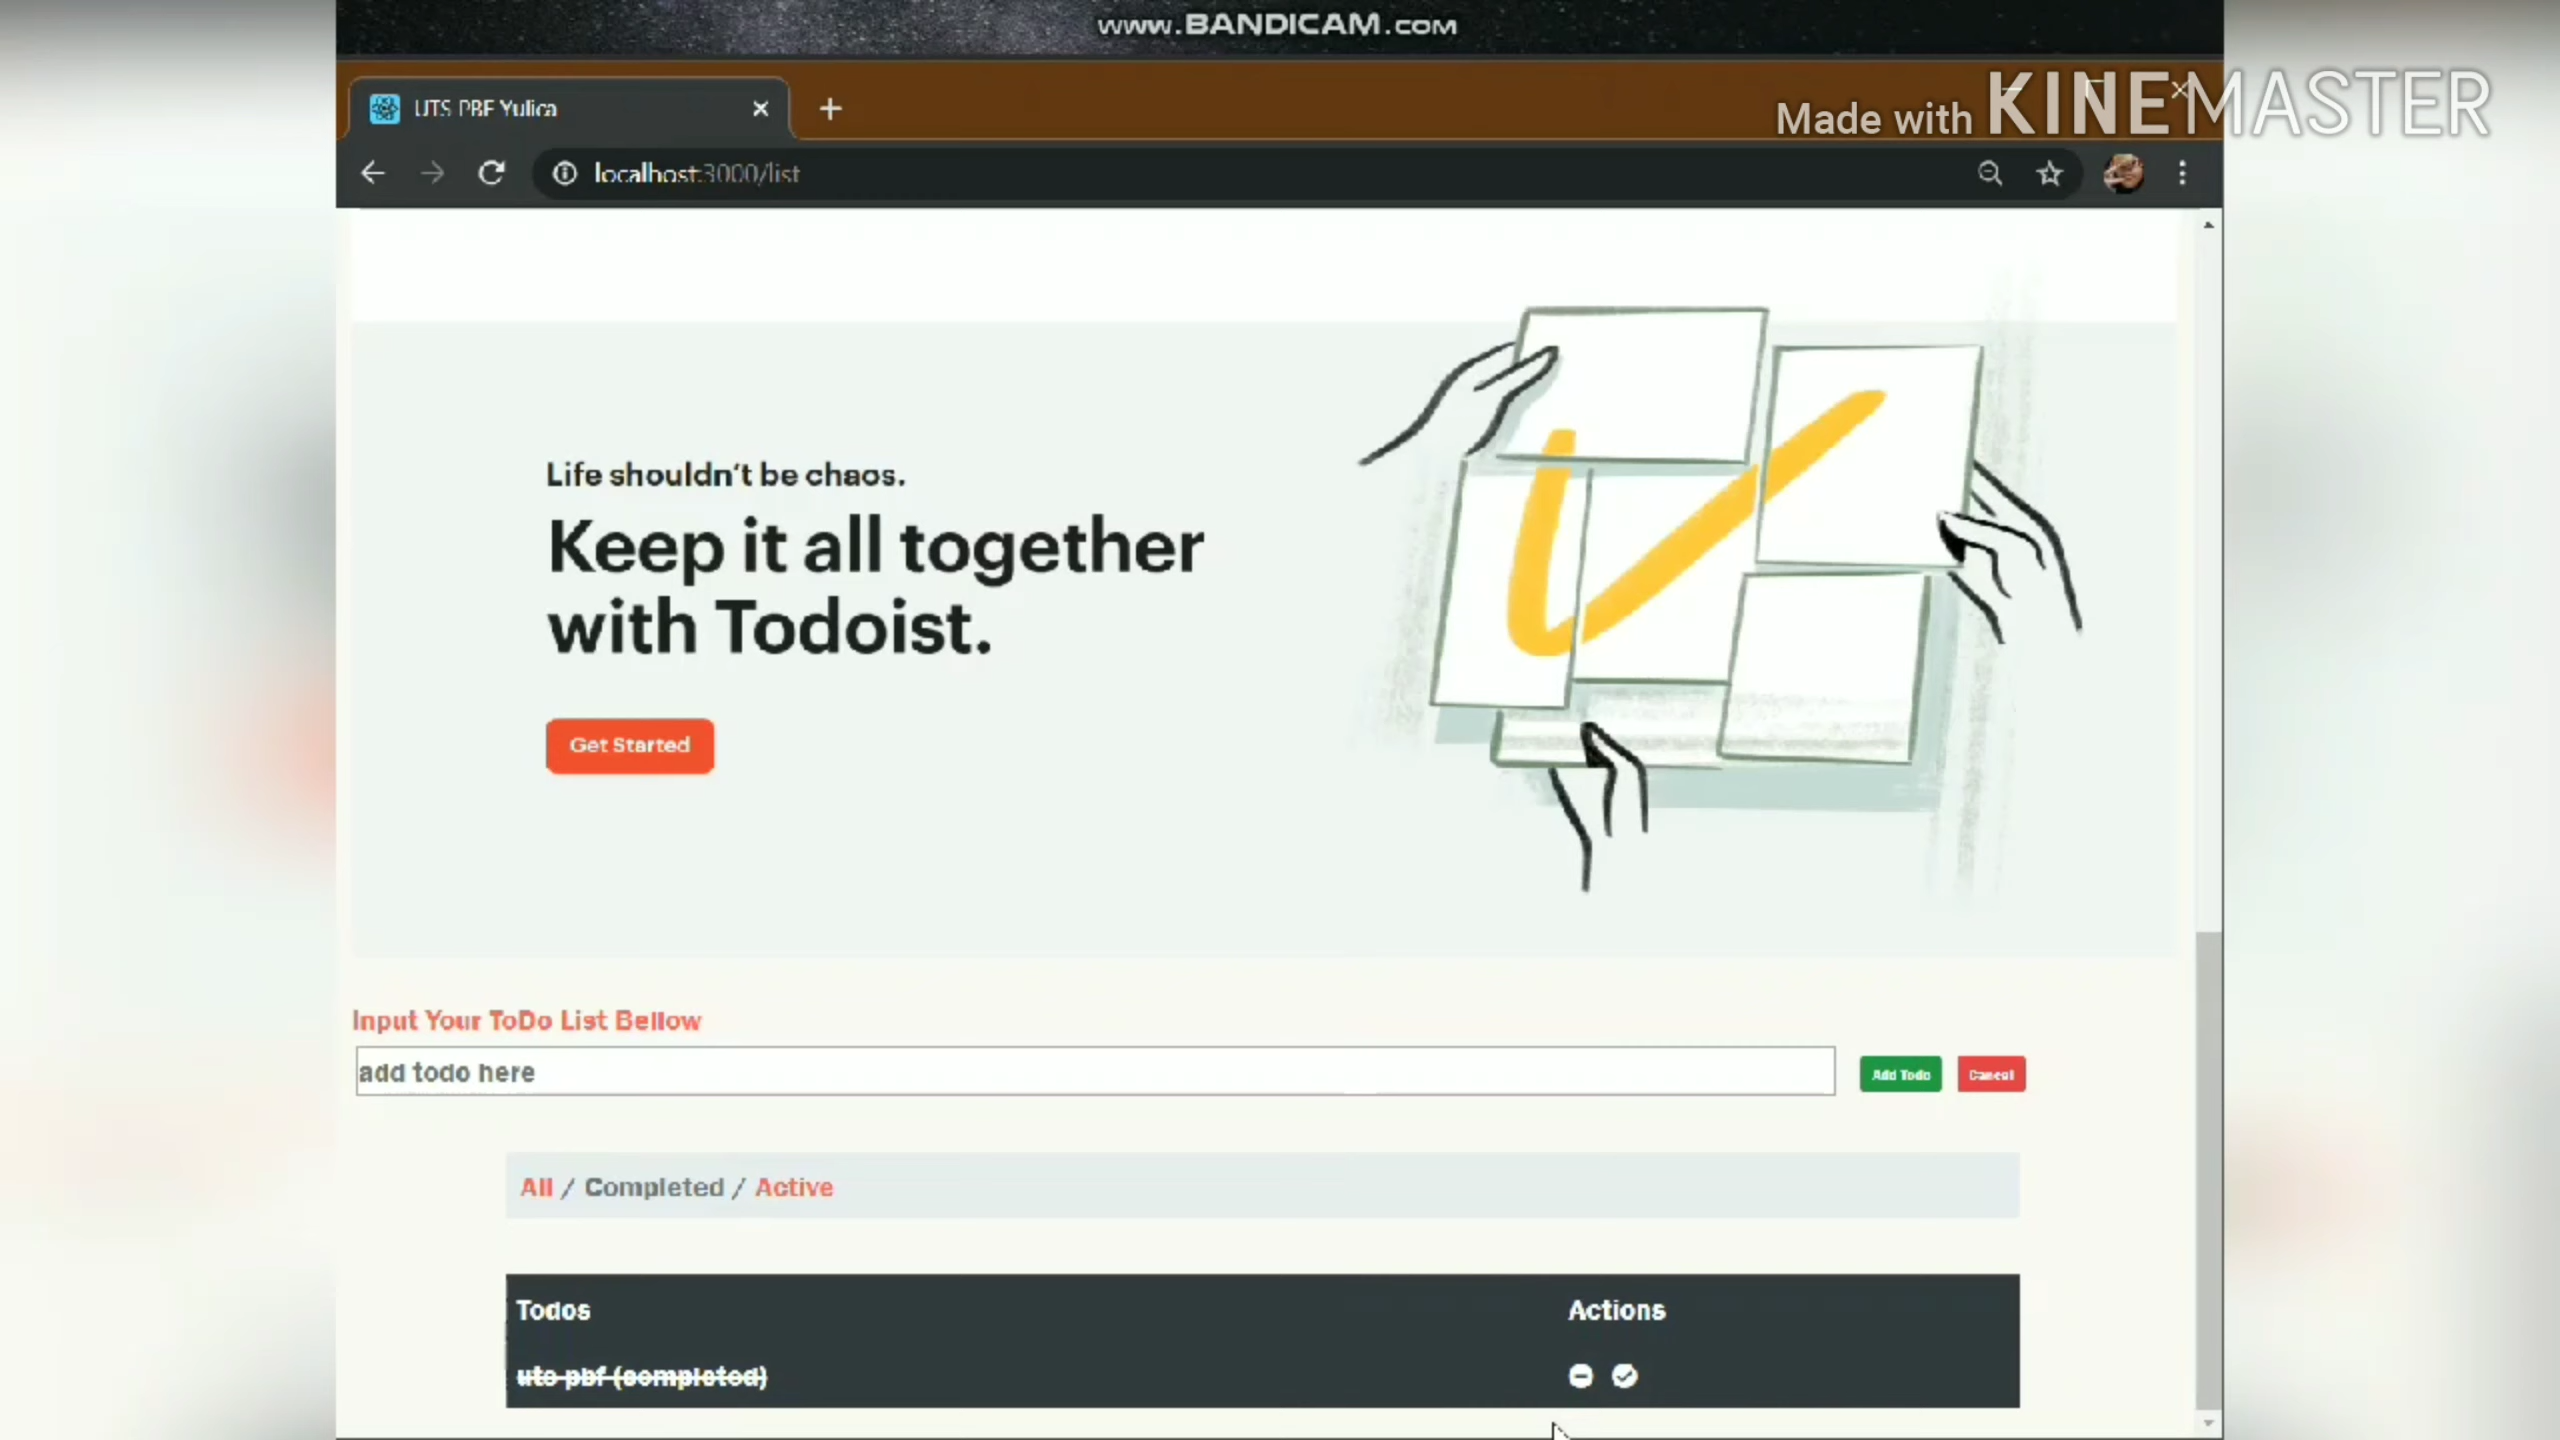 www.BANDICAM.com
UTS PBF Yulica
Made with KINEMASTER
localhost:3000/list
Life shouldn't be chaos.
Keep it all together
with Todoist.
Get Started
Input Your ToDo List Bellow
add todo here
Add Todo
Cancel
All / Completed / Active
Todos
Actions
uts pbf (completed)